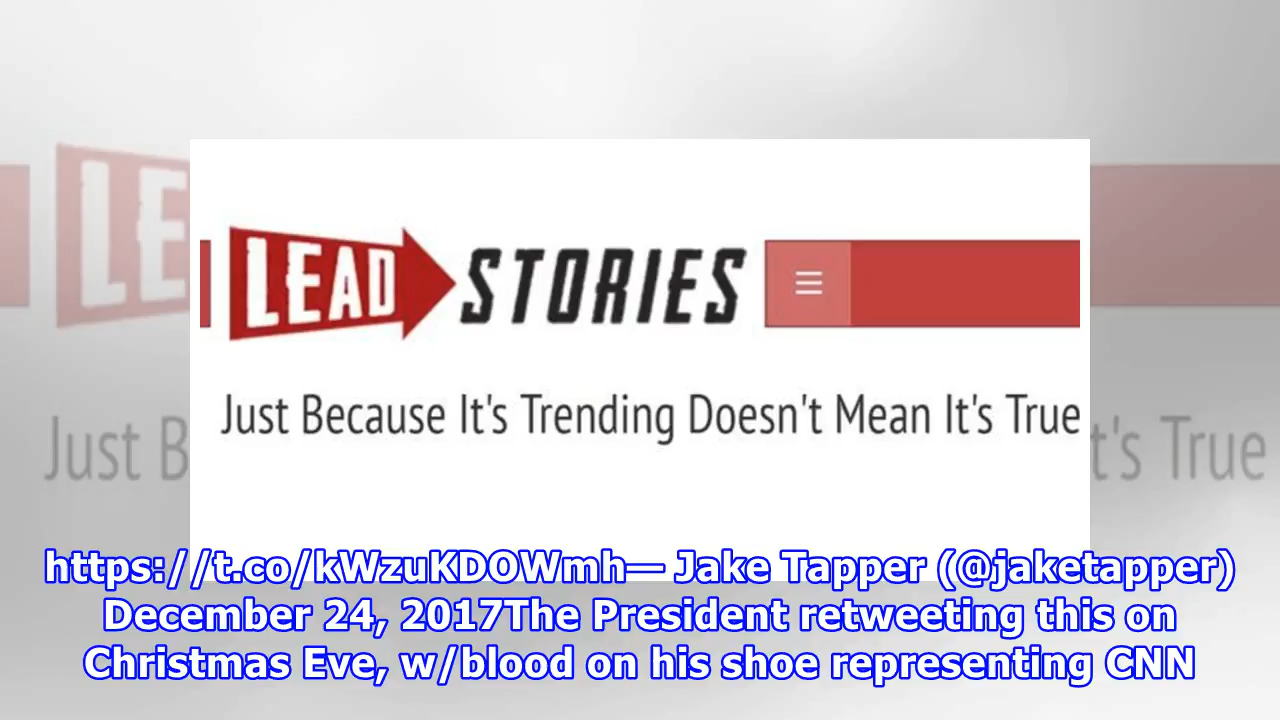 LEAD STORIES
Just Because It's Trending Doesn't Mean It's True
https://t.co/kWzuKDOWmh— Jake Tapper (@jaketapper)
December 24, 2017The President retweeting this on
Christmas Eve, w/blood on his shoe representing CNN